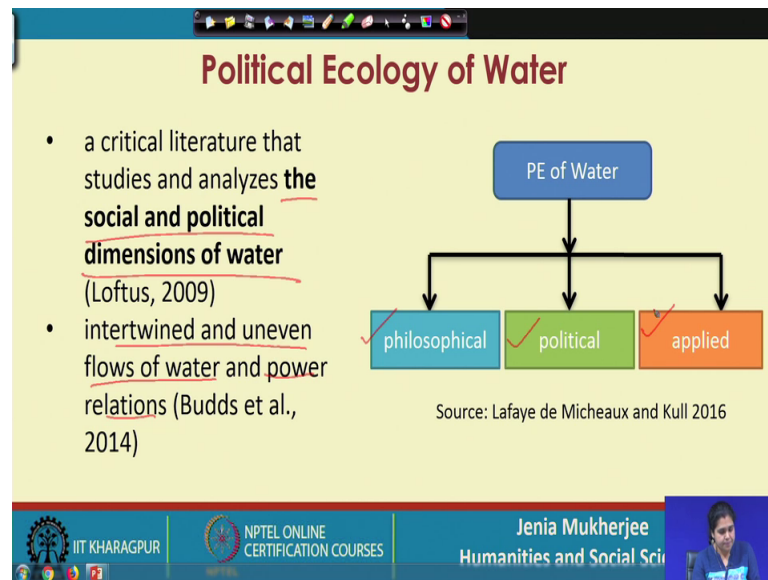 Political Ecology of Water
• a critical literature that
studies and analyzes the
social and political
dimensions of water
(Loftus, 2009)
• intertwined and uneven
flows of water and power
relations (Budds et al.,
2014)
PE of Water
philosophical
political
applied
Source: Lafaye de Micheaux and Kull 2016
IIT KHARAGPUR
NPTEL ONLINE
CERTIFICATION COURSES
Jenia Mukherjee
Humanities and Social Sci